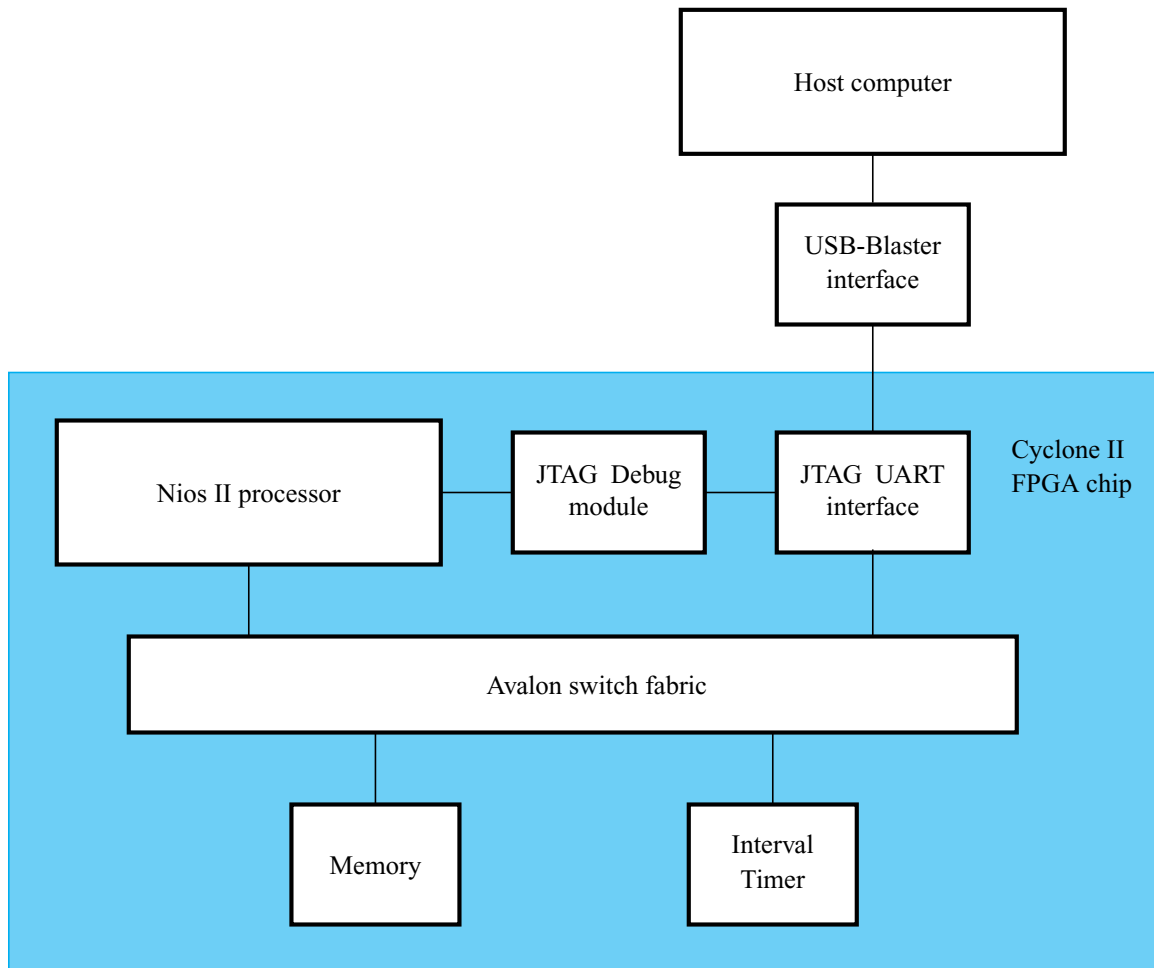 Host computer
USB-Blaster
interface
Cyclone II
FPGA chip
Nios II processor
JTAG Debug
module
JTAG UART
interface
Avalon switch fabric
Memory
Interval
Timer